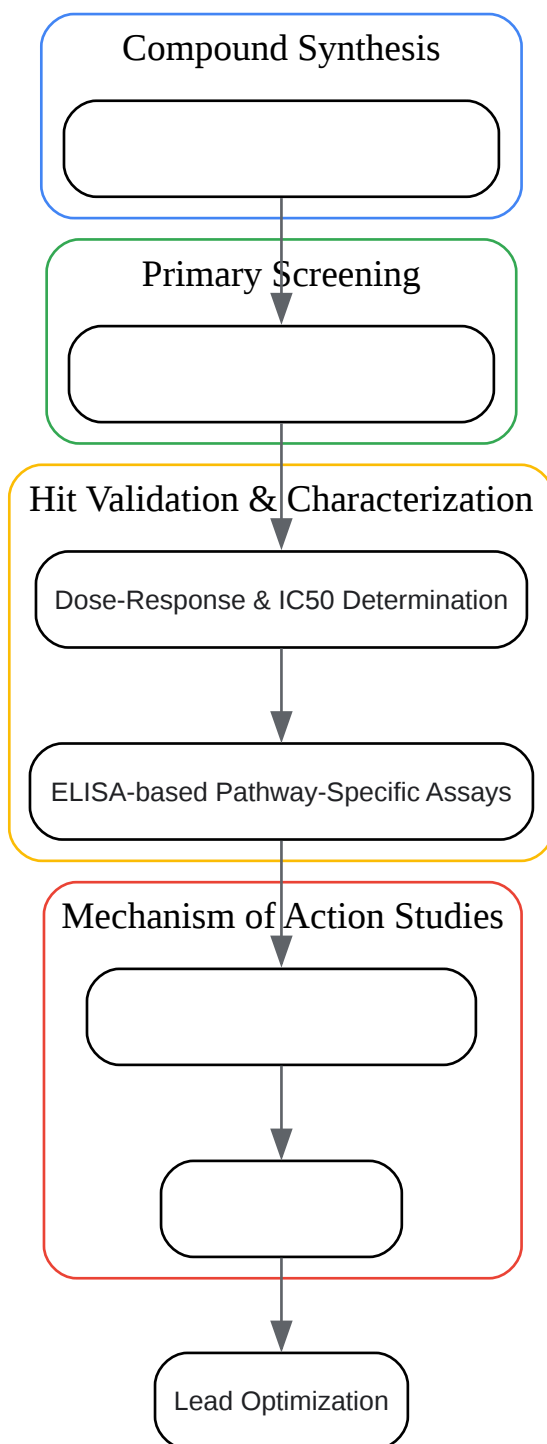 Compound Synthesis
Primary Screening
Hit Validation & Characterization
Dose-Response & IC50 Determination
ELISA-based Pathway-Specific Assays
Mechanism of Action Studies
Lead Optimization